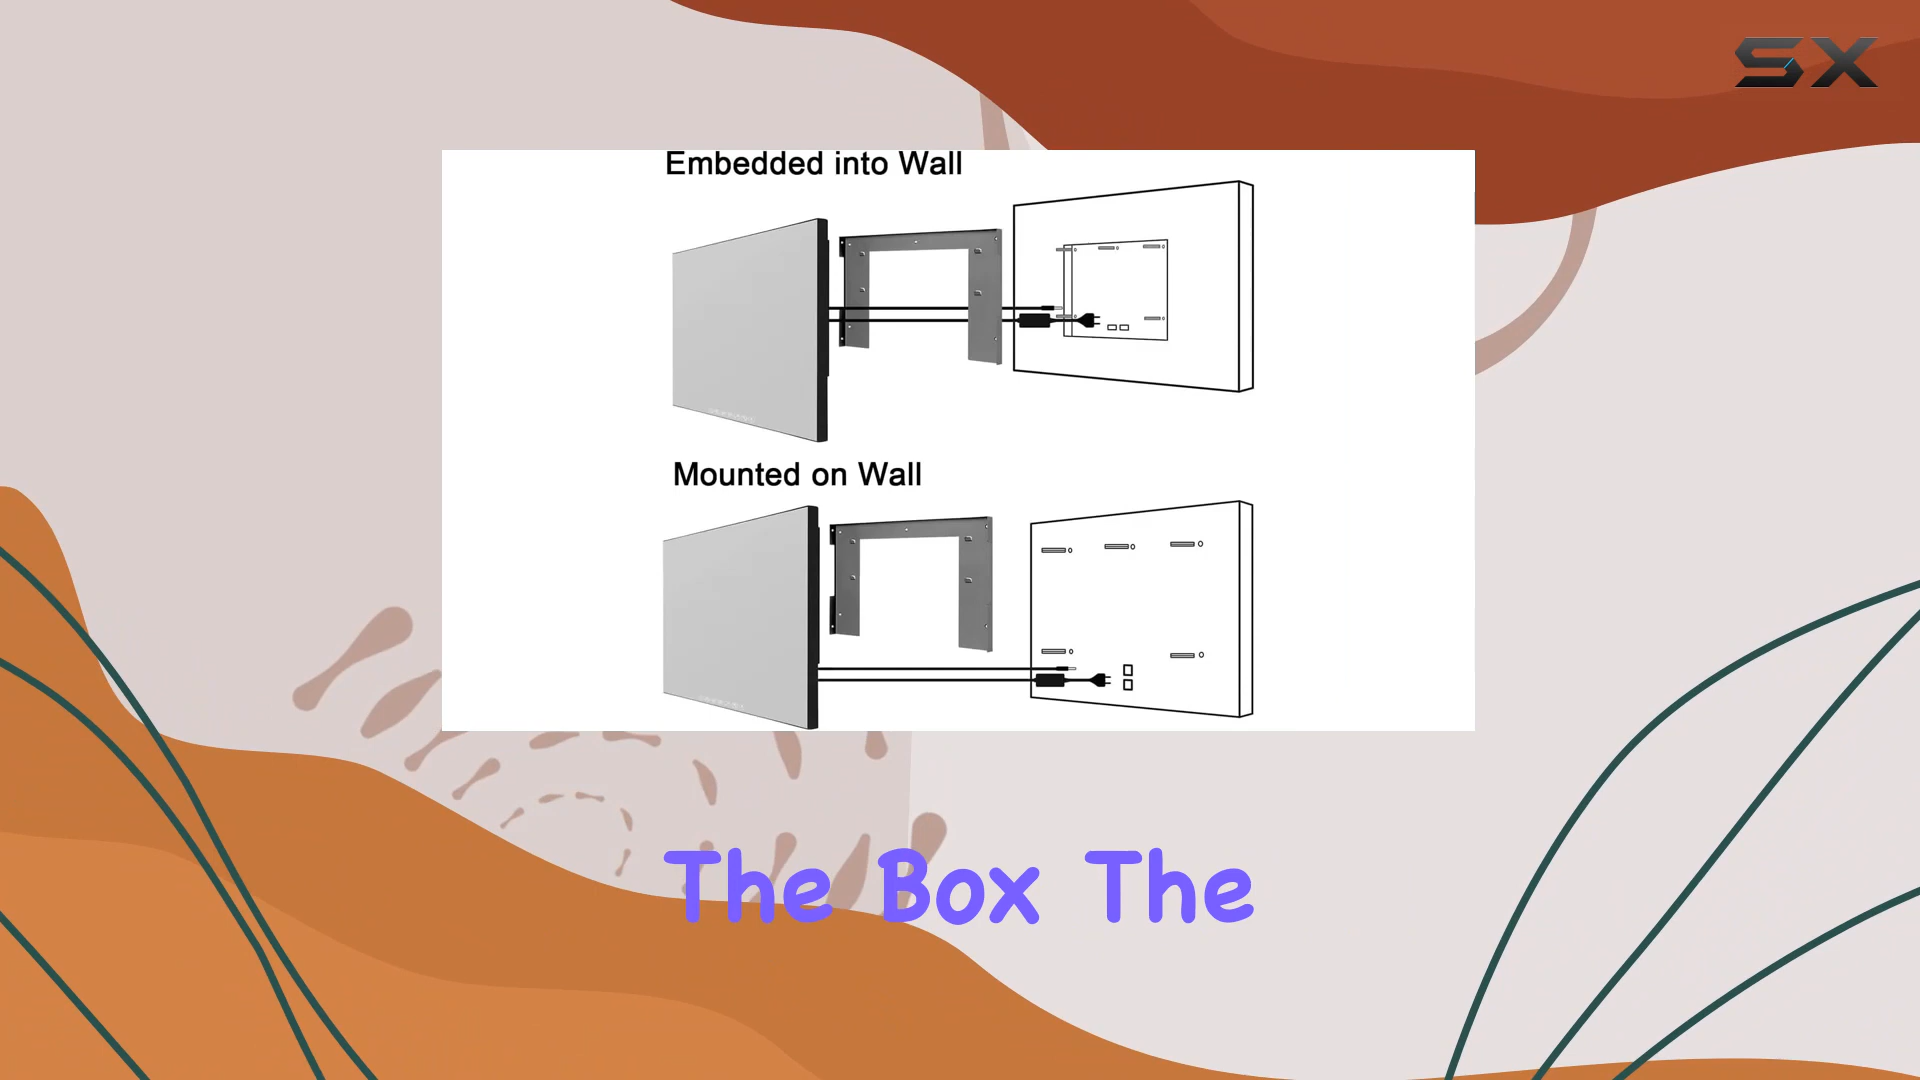 SX
Embedded into Wall
Mounted on Wall
The Box The